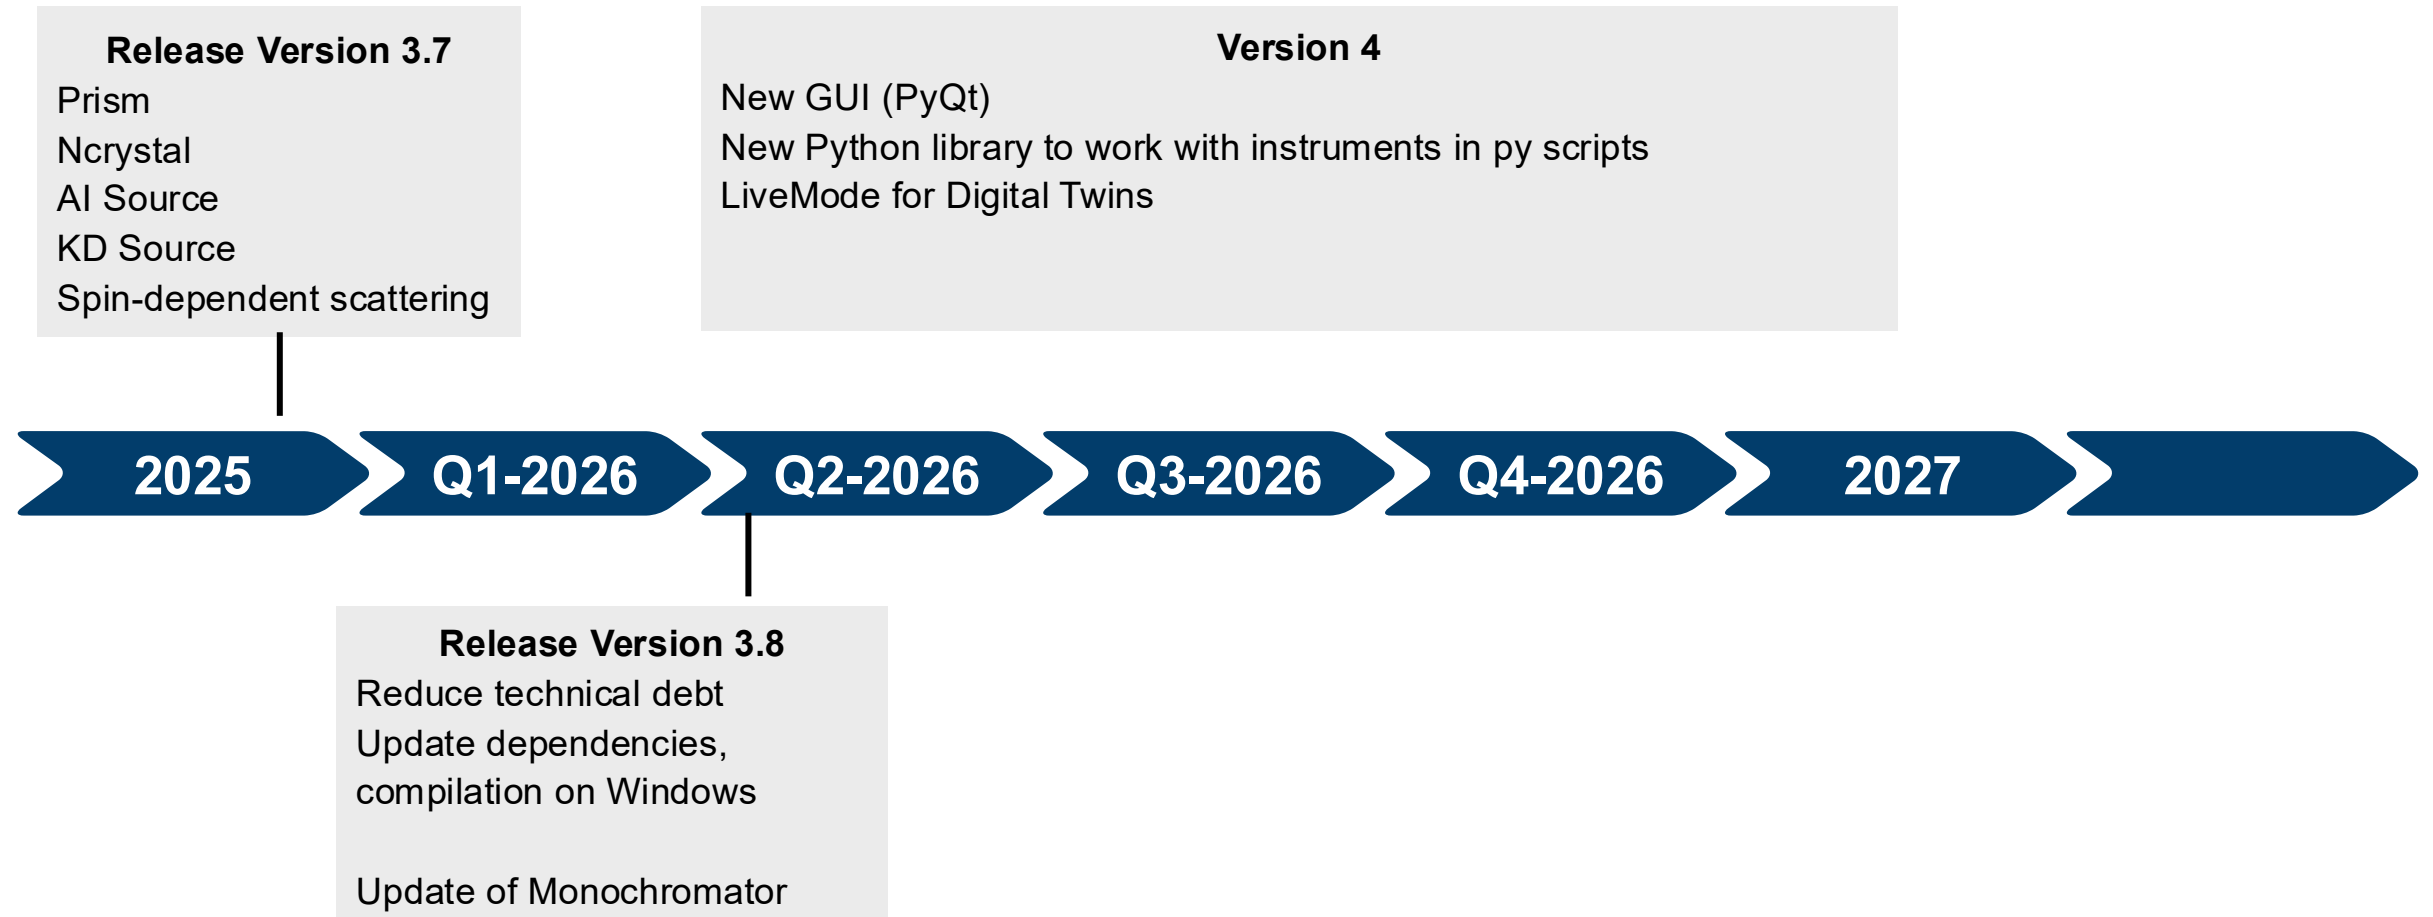 Release Version 3.7
Prism
Ncrystal
AI Source
KD Source
Spin-dependent scattering
Version 4
New GUI (PyQt)
New Python library to work with instruments in py scripts
LiveMode for Digital Twins
2025
Q1-2026
Q2-2026
Q3-2026
Q4-2026
2027
Release Version 3.8
Reduce technical debt
Update dependencies,
compilation on Windows
Update of Monochromator